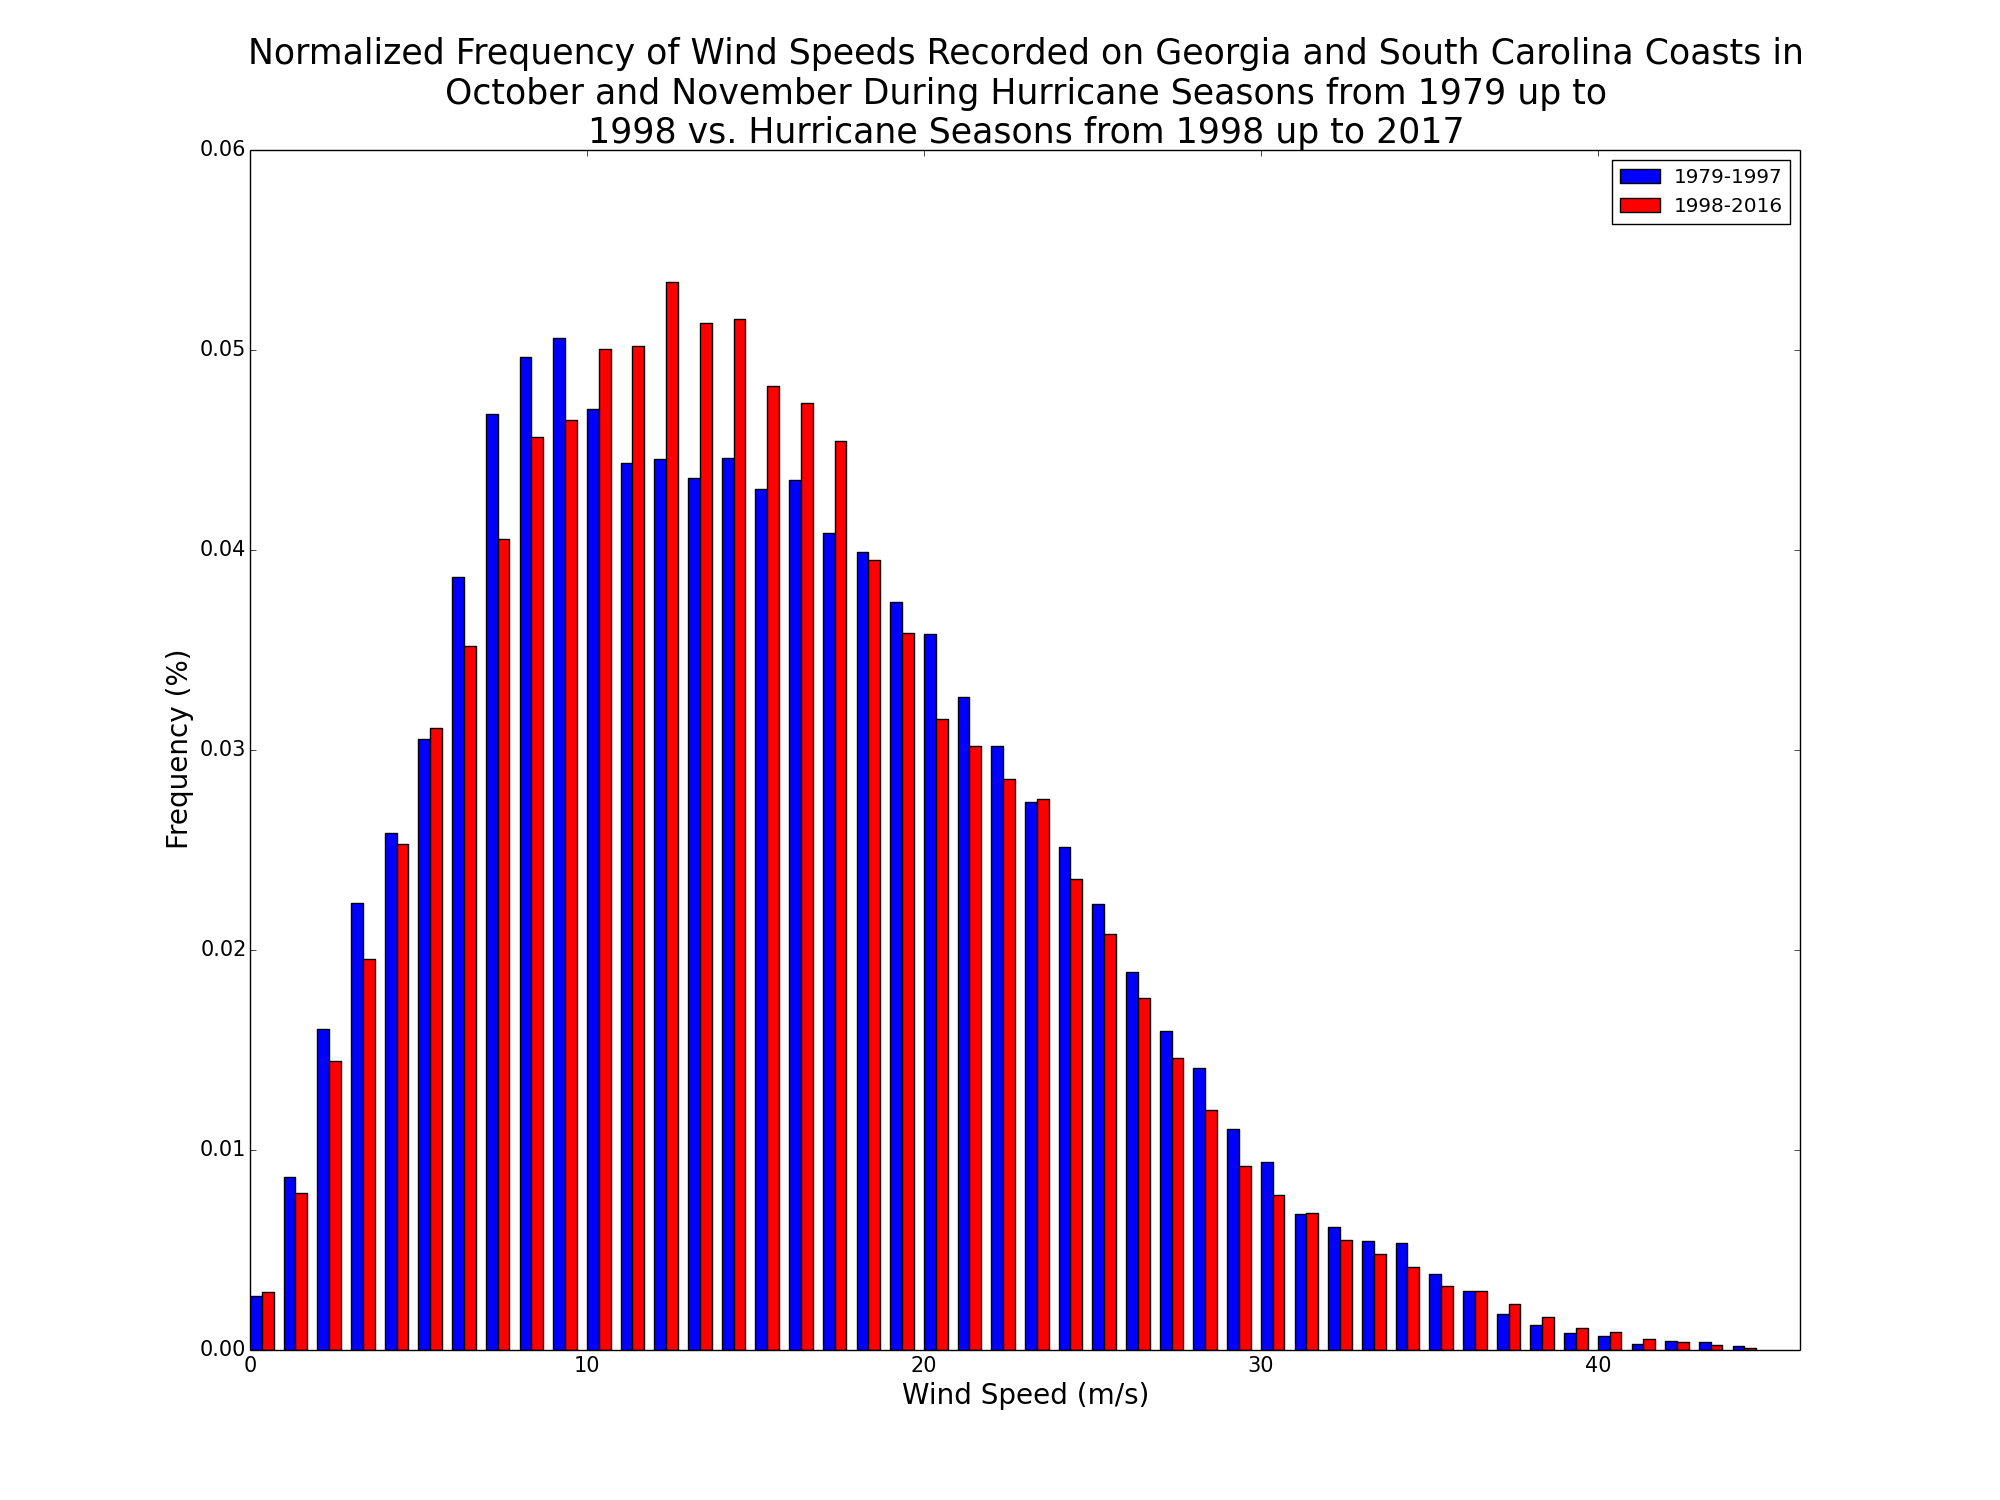 Normalized Frequency of Wind Speeds Recorded on Georgia and South Carolina Coasts in
October and November During Hurricane Seasons from 1979 up to
1998 vs. Hurricane Seasons from 1998 up to 2017
1979-1997
1998-2016
0.06
0.05
0.04
0.03
0.02
0.01
0.00
Frequency (%)
0 10 20 30 40
Wind Speed (m/s)